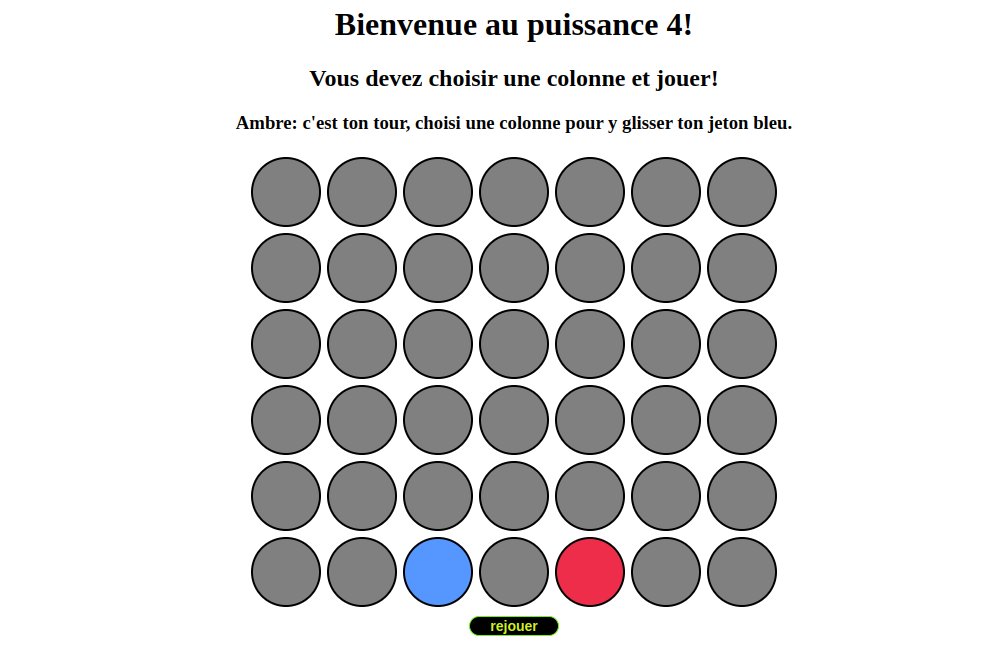 Bienvenue au puissance 4!
Vous devez choisir une colonne et jouer!
Ambre: c'est ton tour, choisi une colonne pour y glisser ton jeton bleu.
rejouer